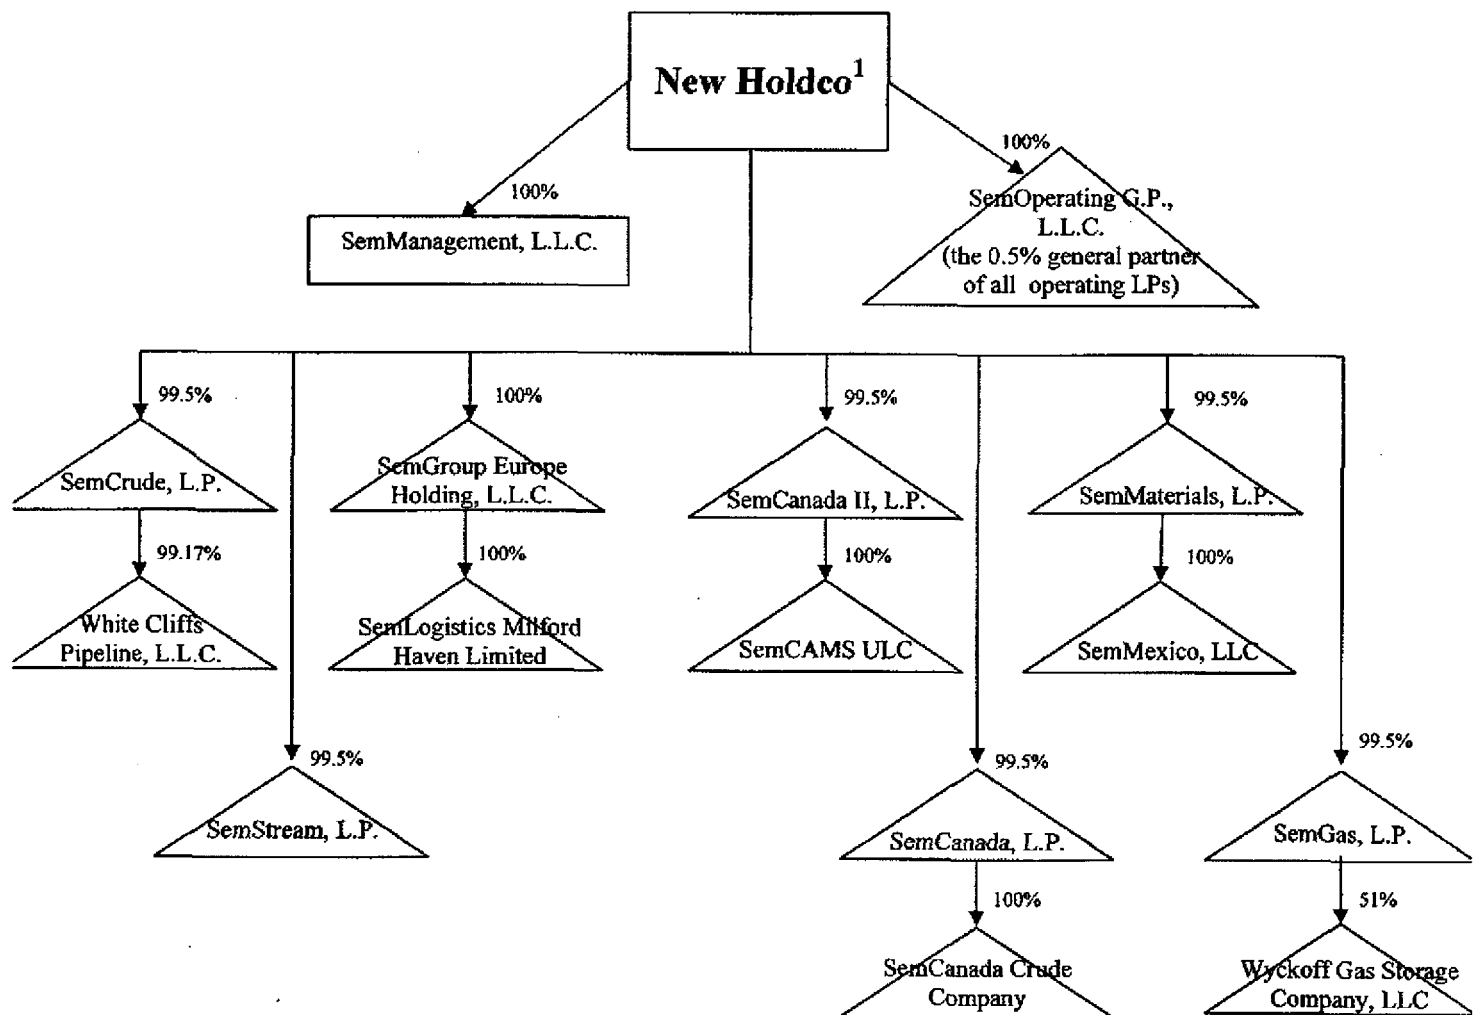 New Holdco¹
100%
100%
SemManagement, L.L.C.
SemOperating G.P.,
L.L.C.
(the 0.5% general partner
of all operating LPs)
99.5%
100%
99.5%
99.5%
SemCrude, L.P.
SemGroup Europe
Holding, L.L.C.
SemCanada II, L.P.
SemMaterials, L.P.
99.17%
100%
100%
100%
White Cliffs
Pipeline, L.L.C.
SemLogistics Milford
Haven Limited
SemCAMS ULC
SemMexico, LLC
99.5%
99.5%
99.5%
SemStream, L.P.
SemCanada, L.P.
SemGas, L.P.
100%
51%
SemCanada Crude
Company
Wyckoff Gas Storage
Company, LLC